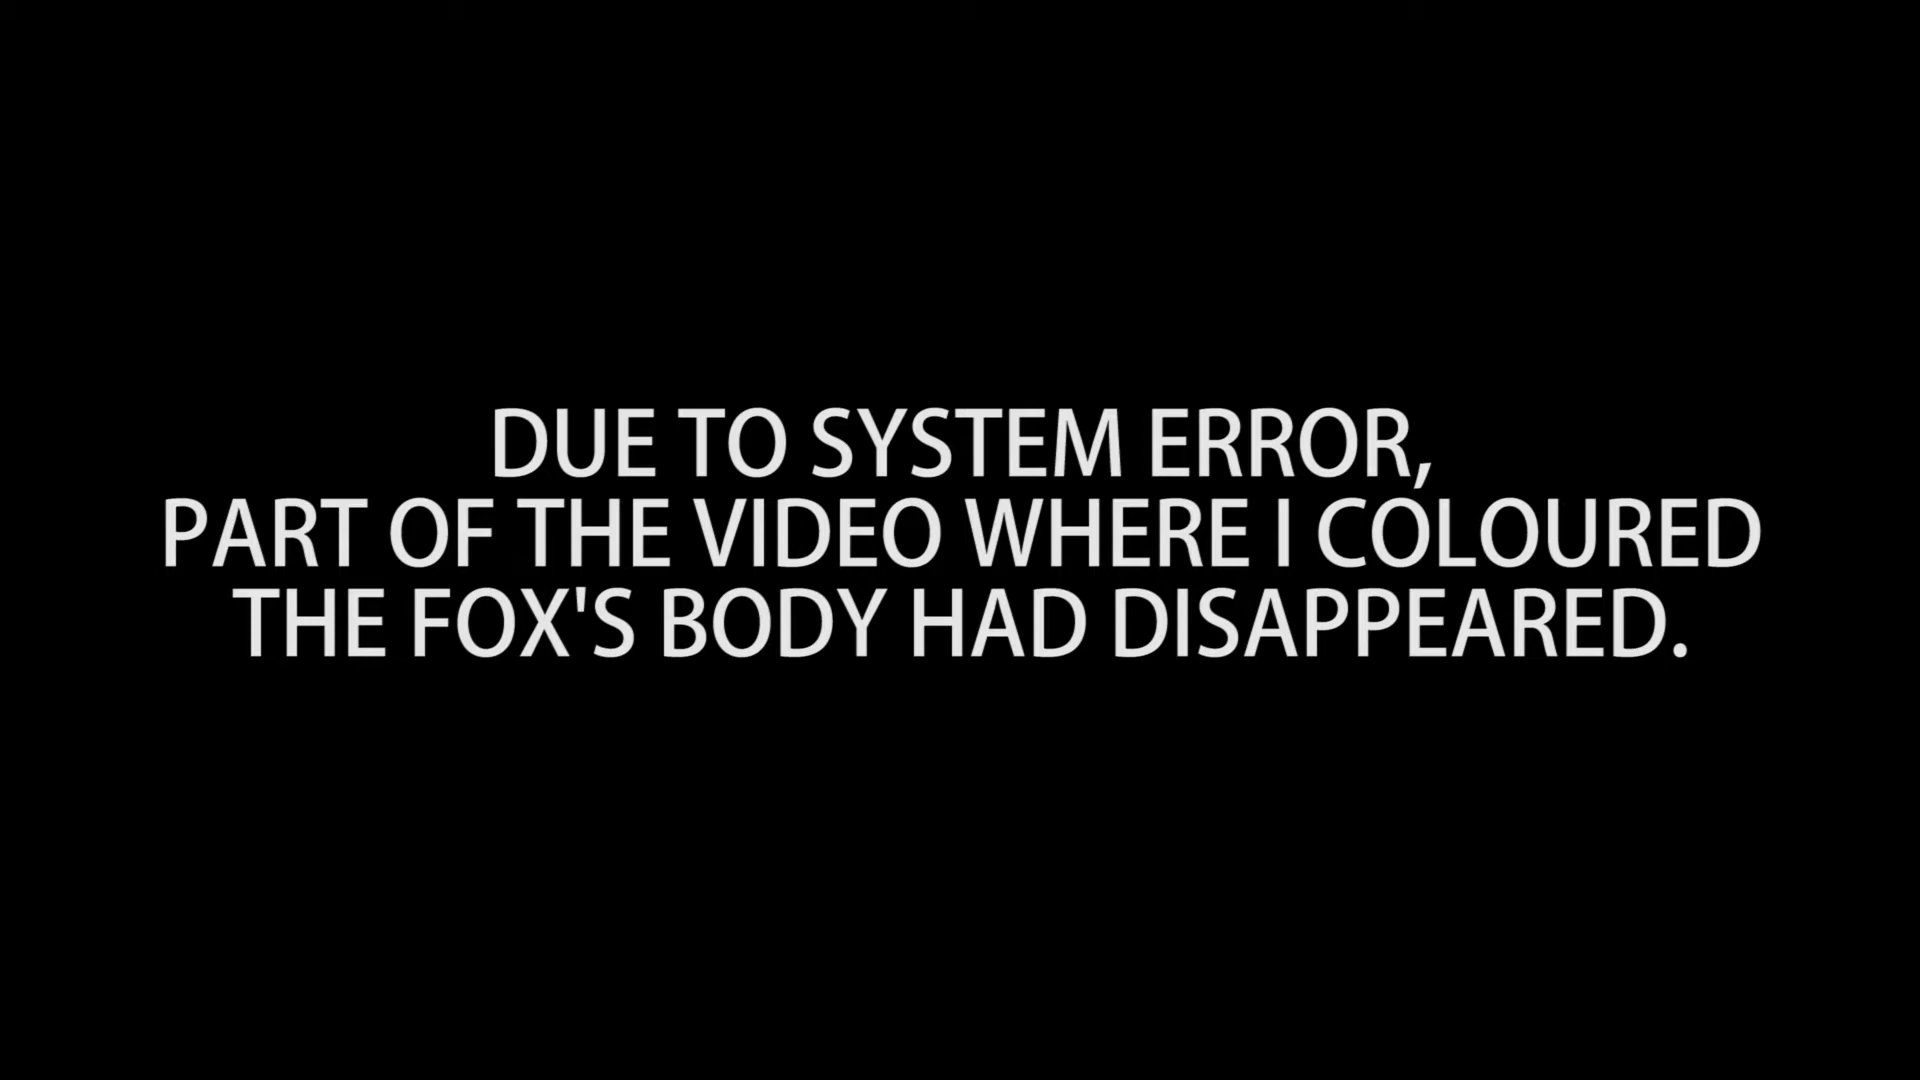 DUE TO SYSTEM ERROR,
PART OF THE VIDEO WHERE I COLOURED
THE FOX'S BODY HAD DISAPPEARED.